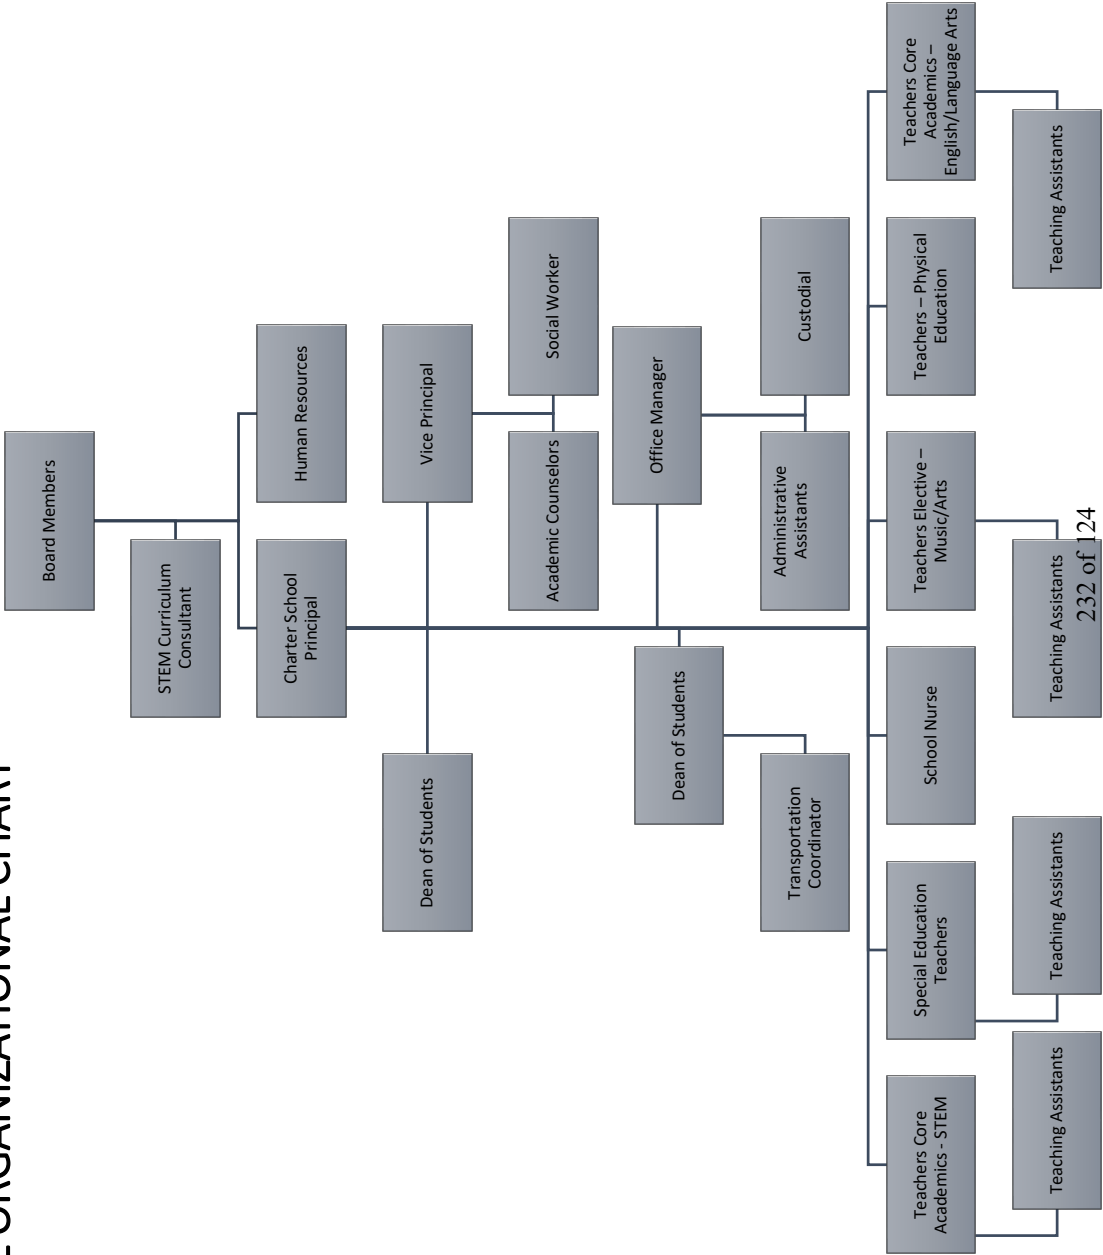 ORGANIZATIONAL CHART
Board Members
STEM Curriculum
Consultant
Charter School
Principal
Human Resources
Dean of Students
Vice Principal
Academic Counselors
Social Worker
Dean of Students
Office Manager
Transportation
Coordinator
Administrative
Assistants
Custodial
Teachers Core
Academics - STEM
Special Education
Teachers
School Nurse
Teachers Elective –
Music/Arts
Teachers – Physical
Education
Teachers Core
Academics –
English/Language Arts
Teaching Assistants
Teaching Assistants
Teaching Assistants
Teaching Assistants
232 of 124